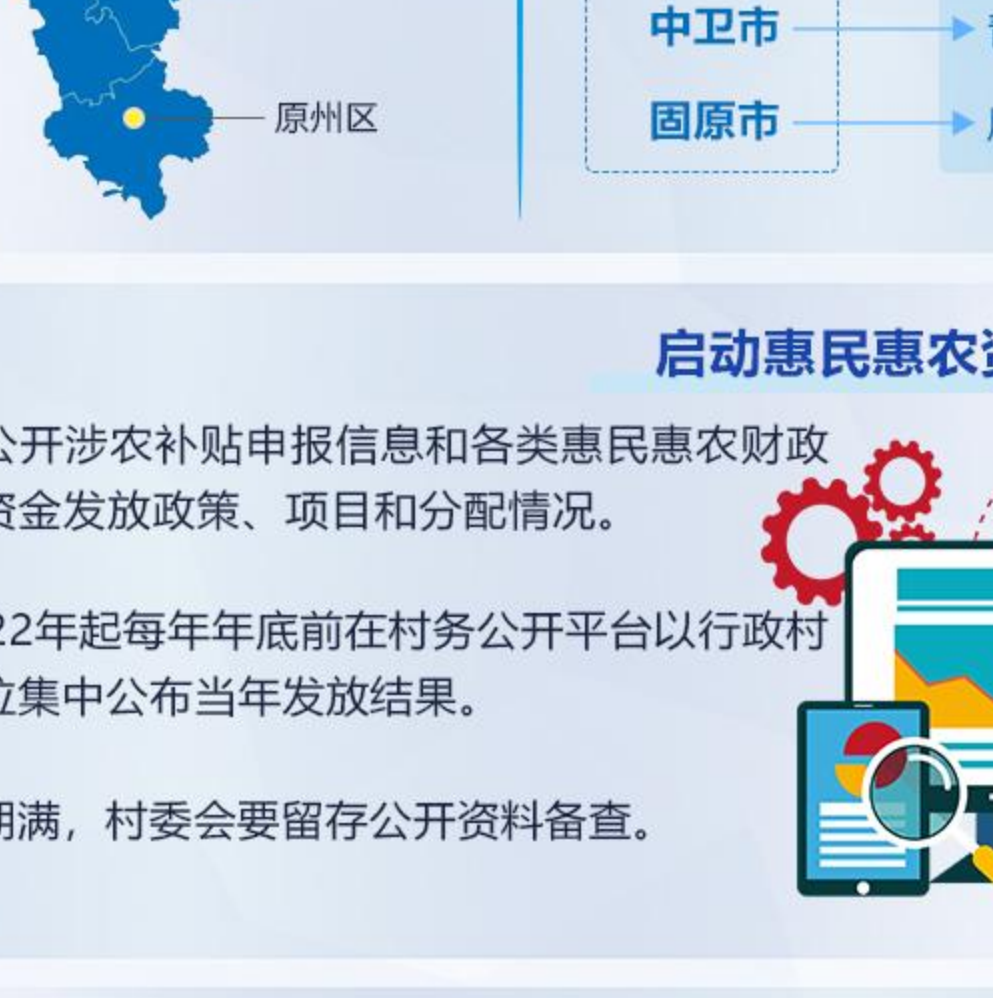 中卫市
原州区
固原市
启动惠民惠农
公开涉农补贴申报信息和各类惠民惠农财政
资金发放政策、项目和分配情况。
22年起每年年底前在村务公开平台以行政村
位集中公布当年发放结果。
期满，村委会要留存公开资料备查。